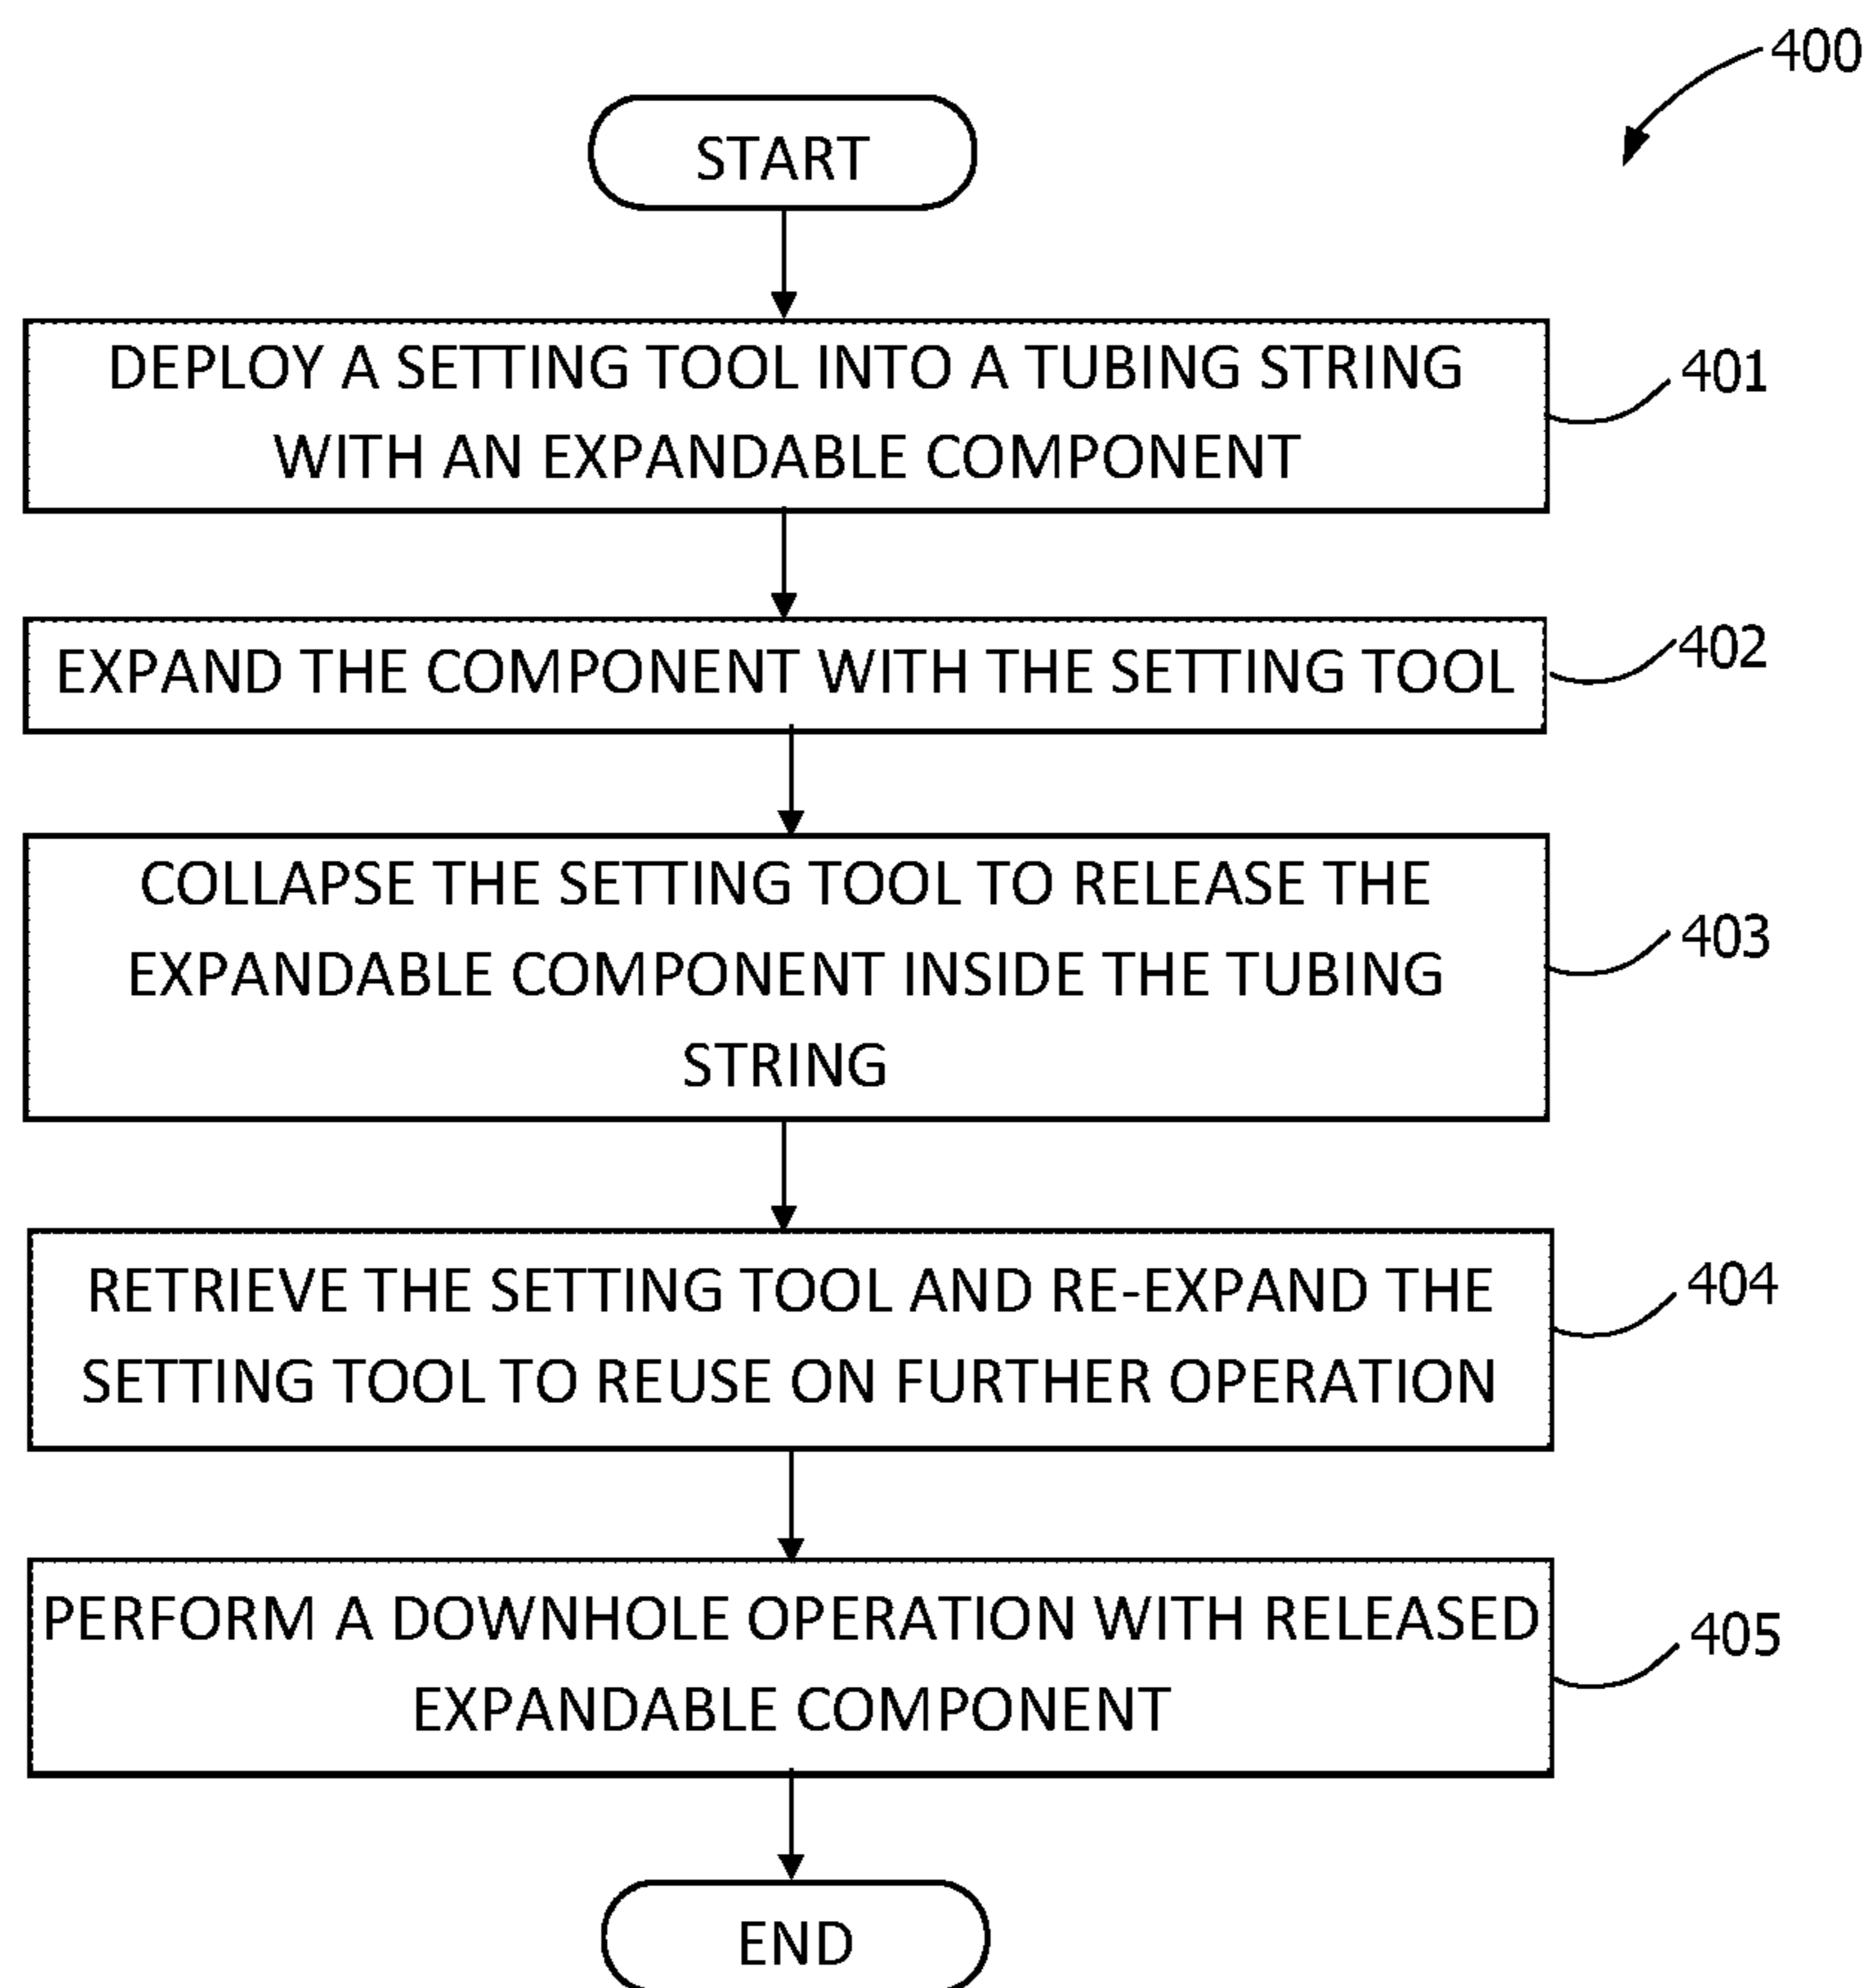 400
START
DEPLOY A SETTING TOOL INTO A TUBING STRING
WITH AN EXPANDABLE COMPONENT
401
EXPAND THE COMPONENT WITH THE SETTING TOOL
402
COLLAPSE THE SETTING TOOL TO RELEASE THE
EXPANDABLE COMPONENT INSIDE THE TUBING
STRING
403
RETRIEVE THE SETTING TOOL AND RE-EXPAND THE
SETTING TOOL TO REUSE ON FURTHER OPERATION
404
PERFORM A DOWNHOLE OPERATION WITH RELEASED
EXPANDABLE COMPONENT
405
END